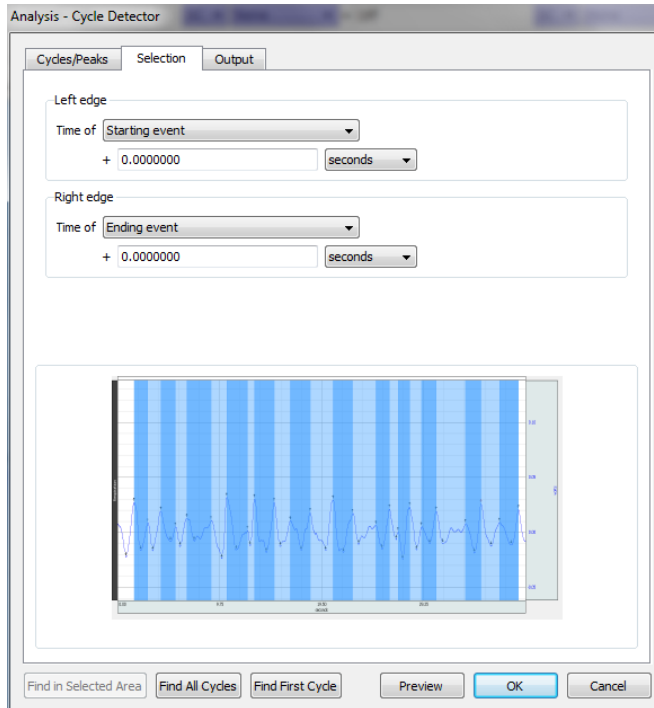 Analysis - Cycle Detector
Cycles/Peaks Selection Output
Left edge
Time of Starting event
+ 0.0000000 seconds
Right edge
Time of Ending event
+ 0.0000000 seconds
Find in Selected Area Find All Cycles Find First Cycle Preview OK Cancel